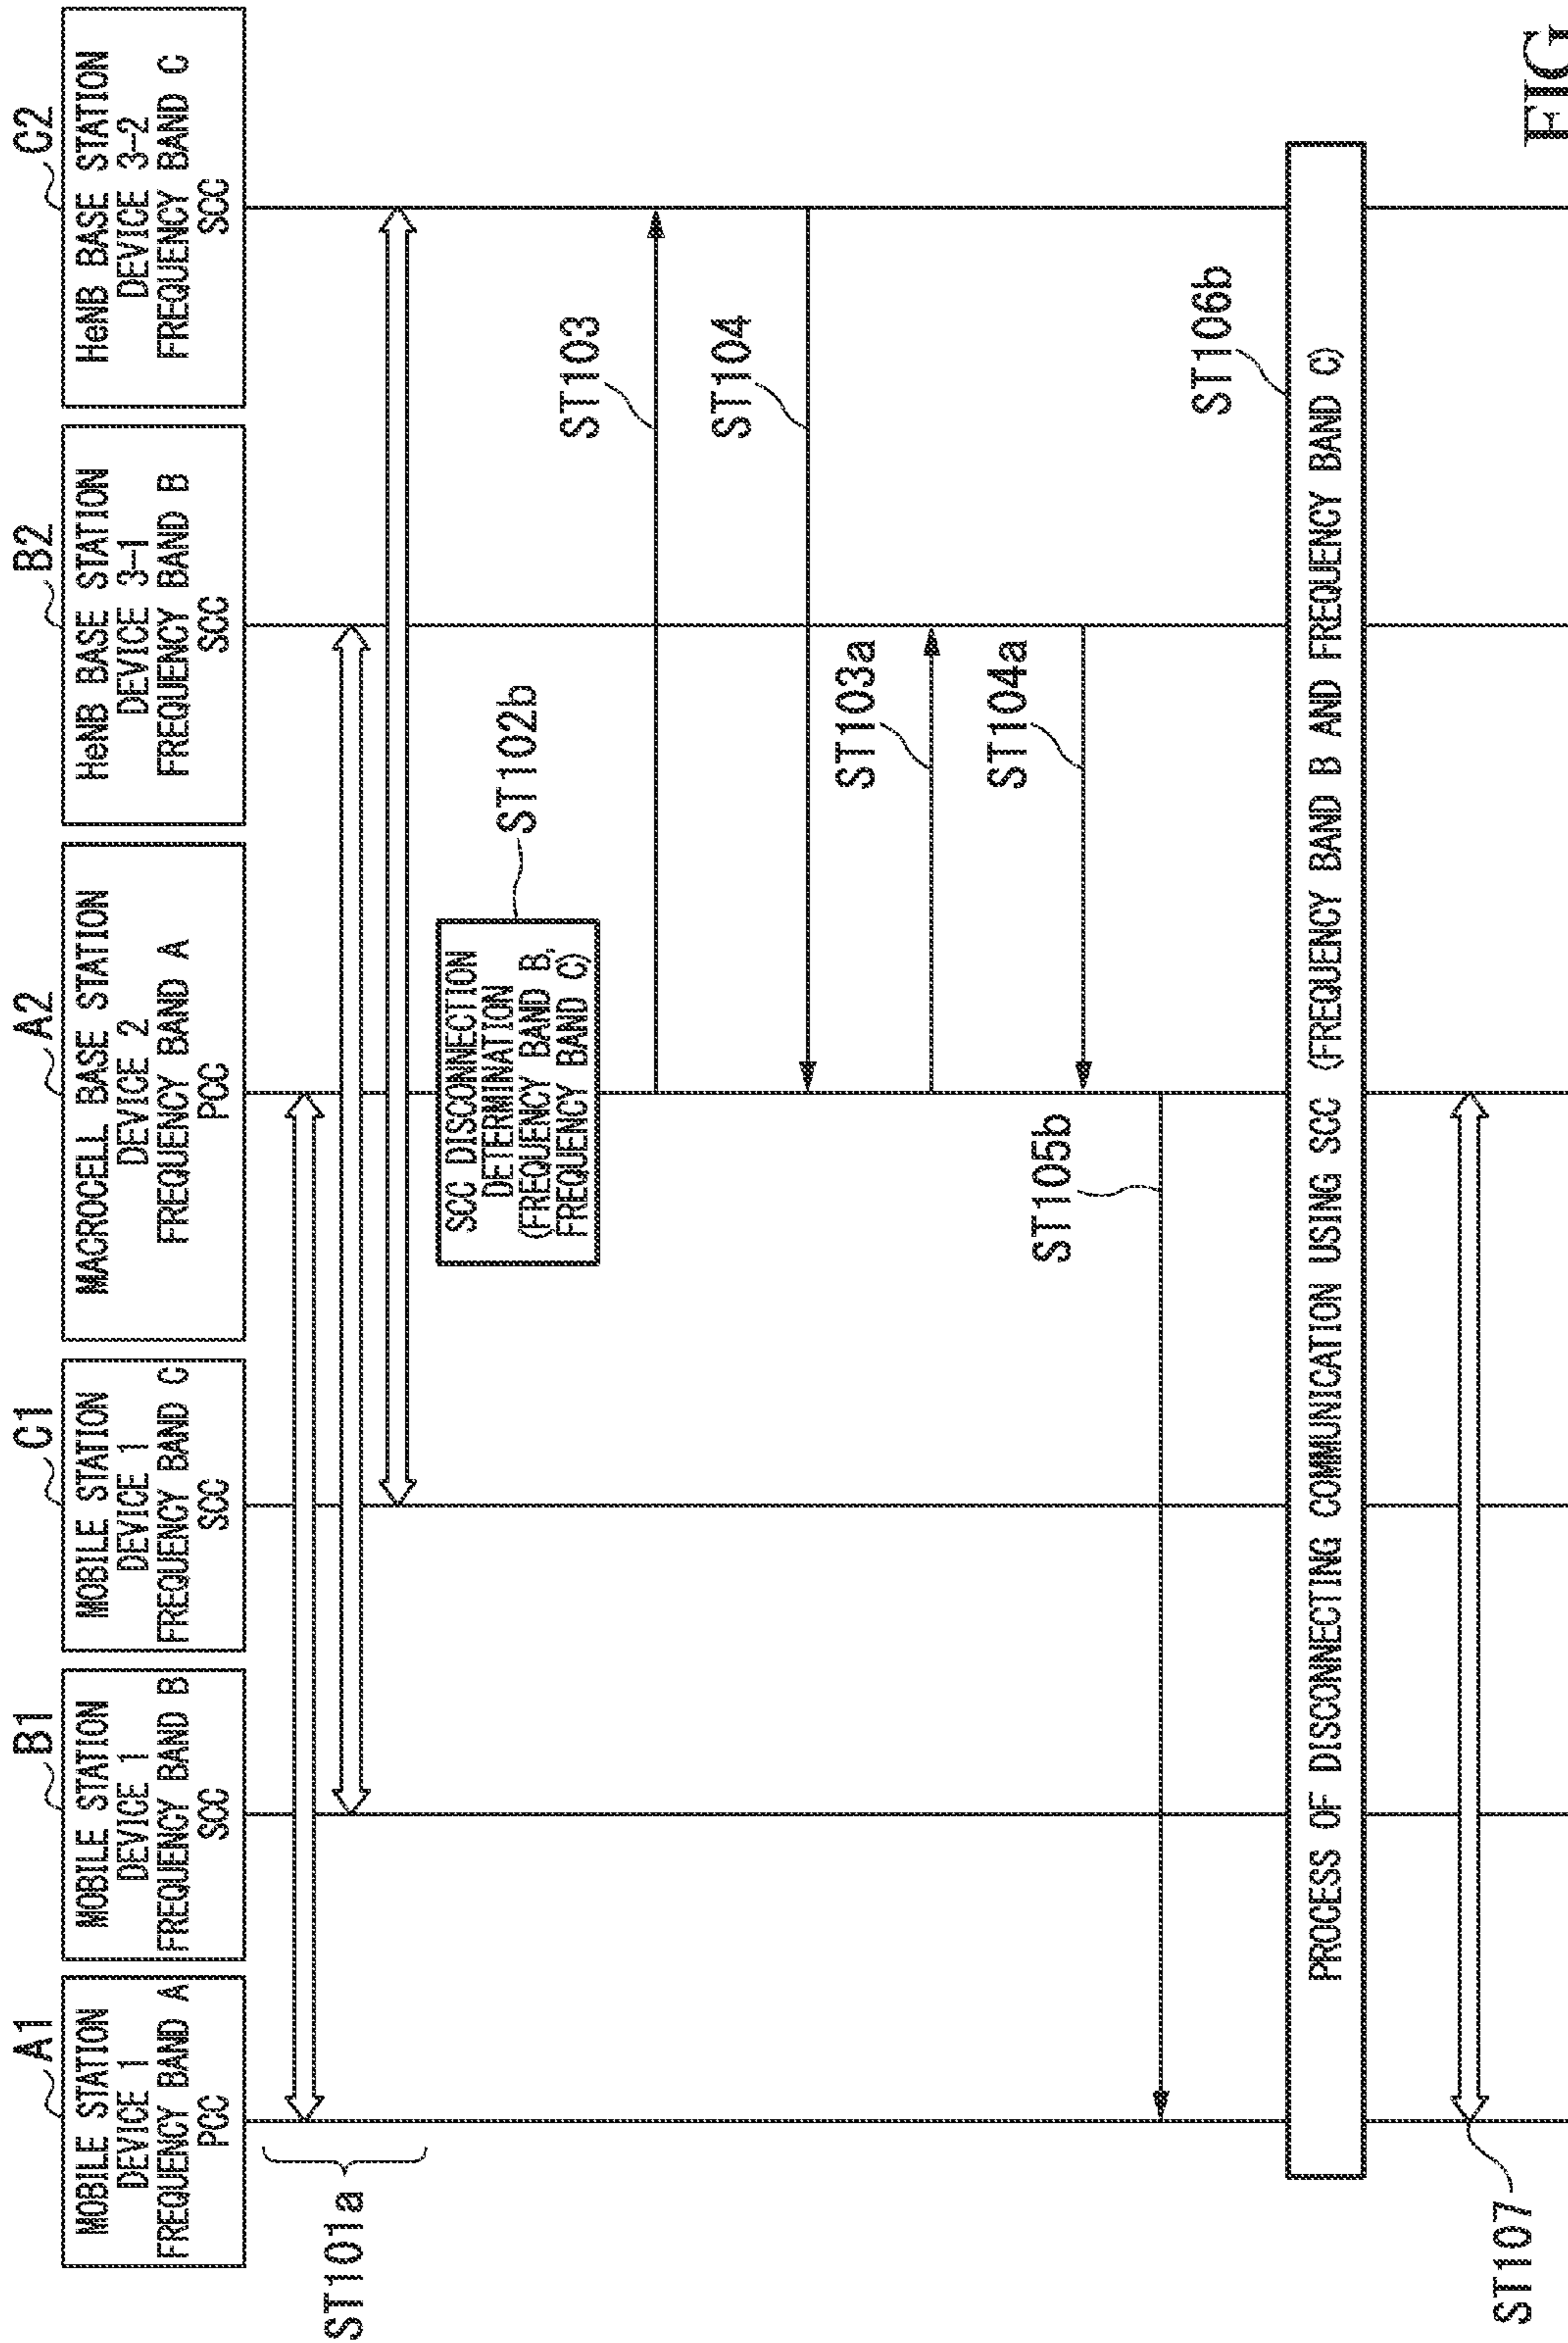 A1
MOBILE STATION
DEVICE 1
FREQUENCY BAND A
PCC
B1
MOBILE STATION
DEVICE 1
FREQUENCY BAND B
SCC
C1
MOBILE STATION
DEVICE 1
FREQUENCY BAND C
SCC
A2
MACROCELL BASE STATION
DEVICE 2
FREQUENCY BAND A
PCC
B2
HeNB BASE STATION
DEVICE 3-1
FREQUENCY BAND B
SCC
C2
HeNB BASE STATION
DEVICE 3-2
FREQUENCY BAND C
SCC
ST101a
SCC DISCONNECTION
DETERMINATION
(FREQUENCY BAND B,
FREQUENCY BAND C)
ST102b
ST103
ST104
ST103a
ST104a
ST105b
ST106b
PROCESS OF DISCONNECTING COMMUNICATION USING SCC (FREQUENCY BAND B AND FREQUENCY BAND C)
ST107
FIG